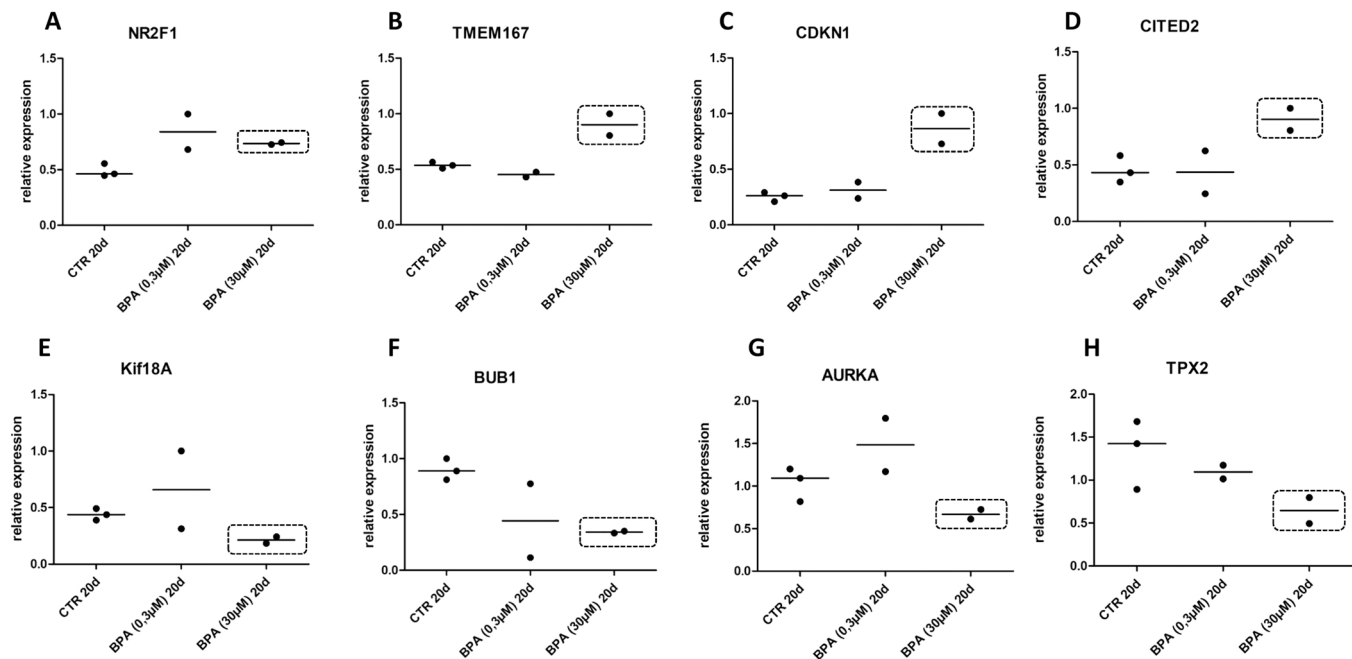 A
NR2F1
relative expression
1.5
1.0
0.5
0.0
CTR 20d
BPA (0,3µM) 20d
BPA (30µM) 20d
B
TMEM167
relative expression
1.5
1.0
0.5
0.0
CTR 20d
BPA (0,3µM) 20d
BPA (30µM) 20d
C
CDKN1
relative expression
1.5
1.0
0.5
0.0
CTR 20d
BPA (0,3µM) 20d
BPA (30µM) 20d
D
CITED2
relative expression
1.5
1.0
0.5
0.0
CTR 20d
BPA (0,3µM) 20d
BPA (30µM) 20d
E
Kif18A
relative expression
1.5
1.0
0.5
0.0
CTR 20d
BPA (0,3µM) 20d
BPA (30µM) 20d
F
BUB1
relative expression
1.5
1.0
0.5
0.0
CTR 20d
BPA (0,3µM) 20d
BPA (30µM) 20d
G
AURKA
relative expression
2.0
1.5
1.0
0.5
0.0
CTR 20d
BPA (0,3µM) 20d
BPA (30µM) 20d
H
TPX2
relative expression
2.0
1.5
1.0
0.5
0.0
CTR 20d
BPA (0,3µM) 20d
BPA (30µM) 20d